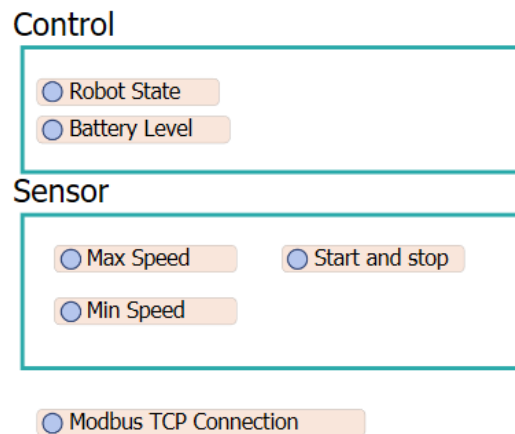 Control
Robot State
Battery Level
Sensor
Max Speed
Start and stop
Min Speed
Modbus TCP Connection